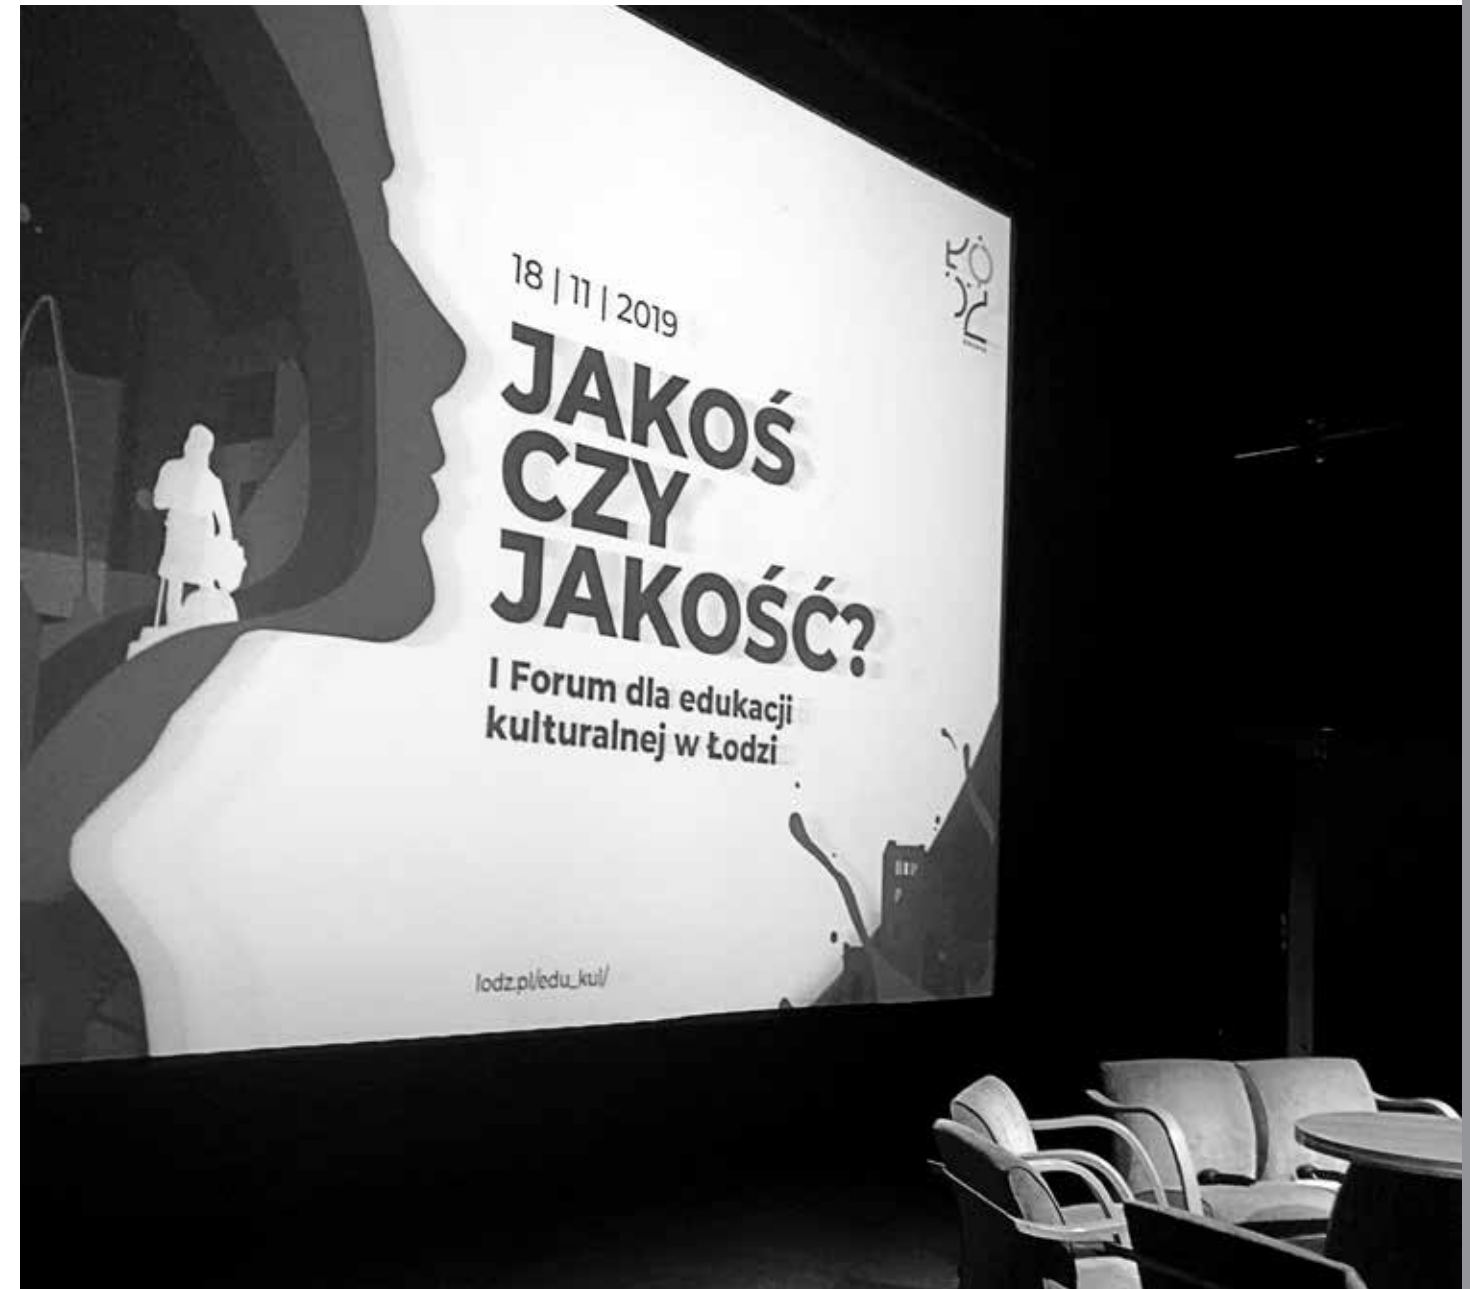 18 | 11 | 2019
JAKOŚ
CZY
JAKOŚĆ?
I Forum dla edukacji
kulturalnej w Łodzi
lodz.pl/edu_kul/